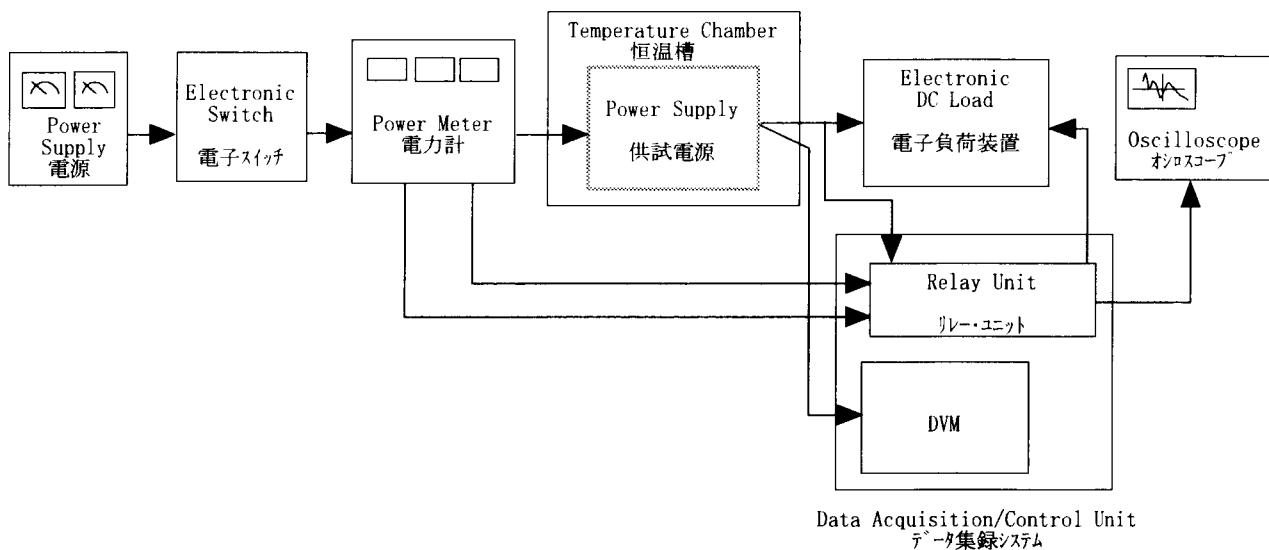 Power
Supply
電源
Electronic
Switch
電子ｽｲｯﾁ
Power Meter
電力計
Temperature Chamber
恒温槽
Power Supply
供試電源
Electronic
DC Load
電子負荷装置
Oscilloscope
ｵｼﾛｽｺｰﾌﾟ
Relay Unit
ﾘﾚｰ・ﾕﾆｯﾄ
DVM
Data Acquisition/Control Unit
ﾃﾞｰﾀ集録ｼｽﾃﾑ